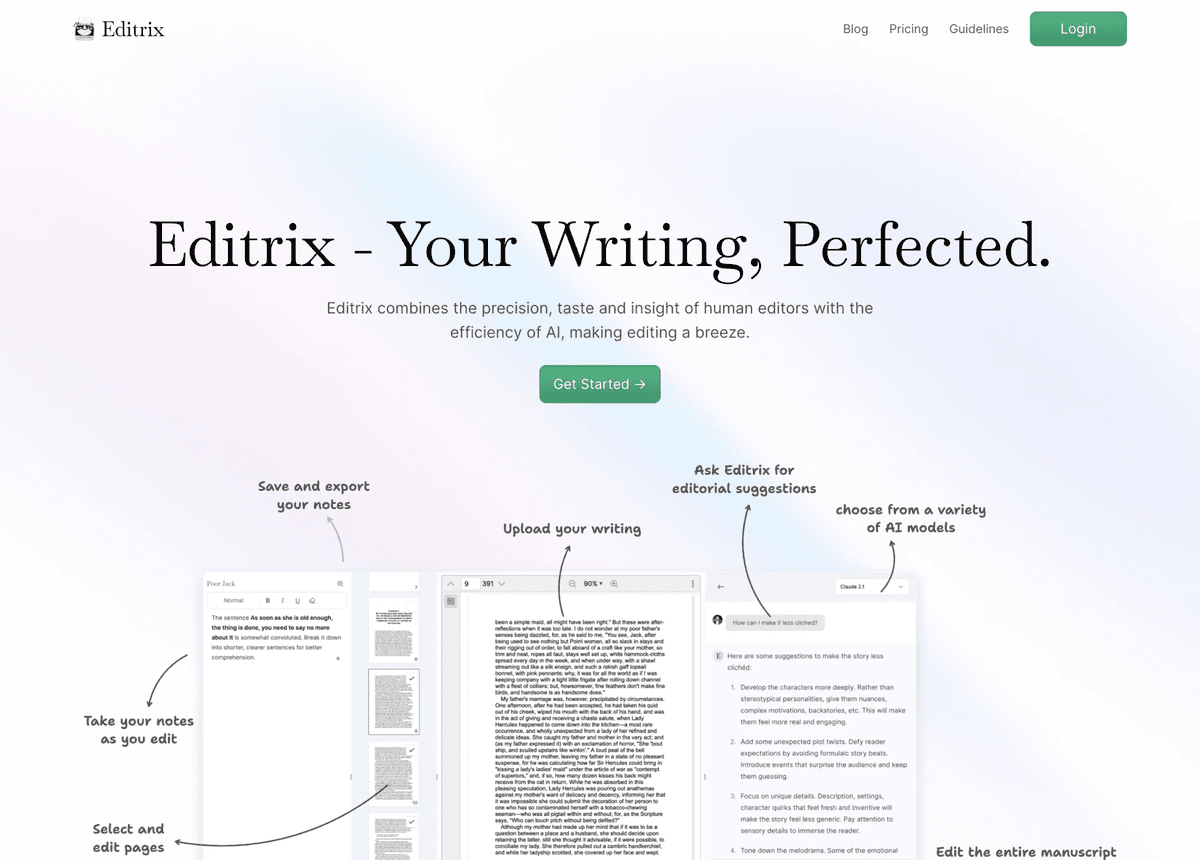 Editrix
Blog
Pricing
Guidelines
Login
Editrix - Your Writing, Perfected.
Editrix combines the precision, taste and insight of human editors with the
efficiency of AI, making editing a breeze.
Get Started →
Save and export
your notes
Upload your writing
Ask Editrix for
editorial suggestions
choose from a variety
of AI models
Take your notes
as you edit
Select and
edit pages
Edit the entire manuscript
Poor Jack
Normal
B I U
The sentence As soon as she is old enough,
the thing is done, you need to say no more
about it is somewhat convoluted. Break it down
into shorter, clearer sentences for better
comprehension.
7
8
9
10
9 391
90%
been a simple maid, all might have been right." But these were after-
reflections when it was too late. I do not wonder at my poor father's
senses being dazzled, for, as he said to me, "You see, Jack, after
being used to see nothing but Point women, all so slack in stays and
their rigging out of order, to fall aboard of a craft like your mother, so
trim and neat, ropes all taut, stays well set up, white hammock-cloths
spread every day in the week, and when under way, with a shawl
streaming out like a silk ensign, and such a rakish gaff topsail
bonnet, with pink pennants; why, it was for all the world as if I was
keeping company with a tight little frigate after rolling down channel
with a fleet of colliers; but, howsomever, fine feathers don't make fine
birds, and handsome is as handsome does."
My father's marriage was, however, precipitated by circumstances.
One afternoon, after he had been accepted, he had taken his quid
out of his cheek, wiped his mouth with the back of his hand, and was
in the act of giving and receiving a chaste salute, when Lady
Hercules happened to come down into the kitchen—a most rare
occurrence, and wholly unexpected from a lady of her refined and
delicate ideas. She caught my father and mother in the very act; and
(as my father expressed it) with an exclamation of horror, "She 'bout
ship, and sculled upstairs like winkin'." A loud peal of the bell
summoned up my mother, leaving my father in a state of no pleasant
suspense, for he was calculating how far Sir Hercules could bring in
"kissing a lady's ladies' maid" under the article of war as "contempt
of superiors," and, if so, how many dozen kisses his back might
receive from the cat in return. While he was absorbed in this
pleasing speculation, Lady Hercules was pouring out anathemas
against my mother's want of delicacy and decency, informing her that
it was impossible she could submit the decoration of her person to
one who has so contaminated herself with a tobacco-chewing
seaman—who was all pigtail within and without; for, as the Scripture
says, "Who can touch pitch without being defiled?"
Although my mother had made up her mind that if it was to be a
question between a place and a husband, she should decide upon
retaining the latter, still she thought it advisable, if it were possible, to
conciliate my lady. She therefore pulled out a cambric handkerchief,
and while her ladyship scolded, she covered up her face and wept.
Claude 2.1
How can I make it less cliched?
E
Here are some suggestions to make the story less
clichéd:
1. Develop the characters more deeply. Rather than
stereotypical personalities, give them nuances,
complex motivations, backstories, etc. This will make
them feel more real and engaging.
2. Add some unexpected plot twists. Defy reader
expectations by avoiding formulaic story beats.
Introduce events that surprise the audience and keep
them guessing.
3. Focus on unique details. Description, settings,
character quirks that feel fresh and inventive will
make the story feel less generic. Pay attention to
sensory details to immerse the reader.
4. Tone down the melodrama. Some of the emotional